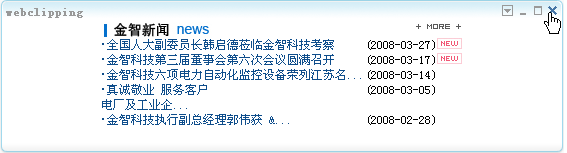 webclipping
金智新闻 news
+ MORE +
·全国人大副委员长韩启德莅临金智科技考察 (2008-03-27) NEW
·金智科技第三届董事会第六次会议圆满召开 (2008-03-17) NEW
·金智科技六项电力自动化监控设备荣列江苏名... (2008-03-14)
·真诚敬业 服务客户 (2008-03-05)
电厂及工业企...
·金智科技执行副总经理郭伟获 &... (2008-02-28)